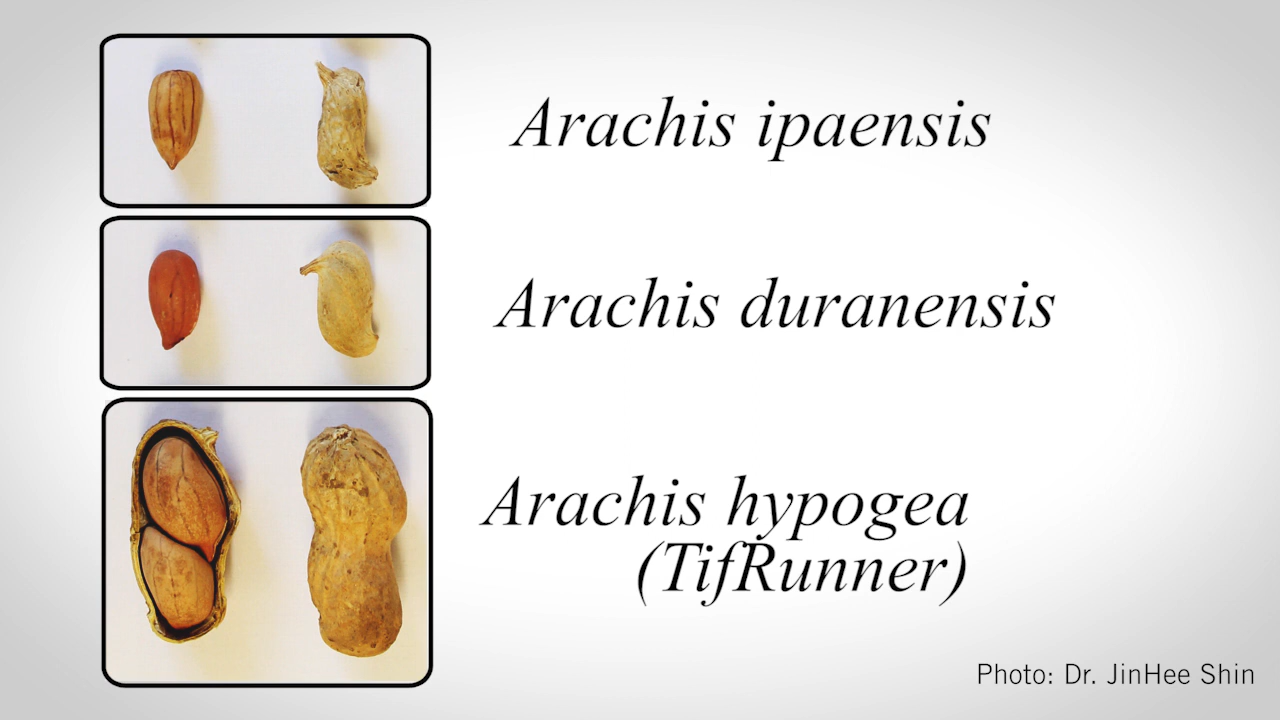 Arachis ipaensis
Arachis duranensis
Arachis hypogea
(TifRunner)
Photo: Dr. JinHee Shin